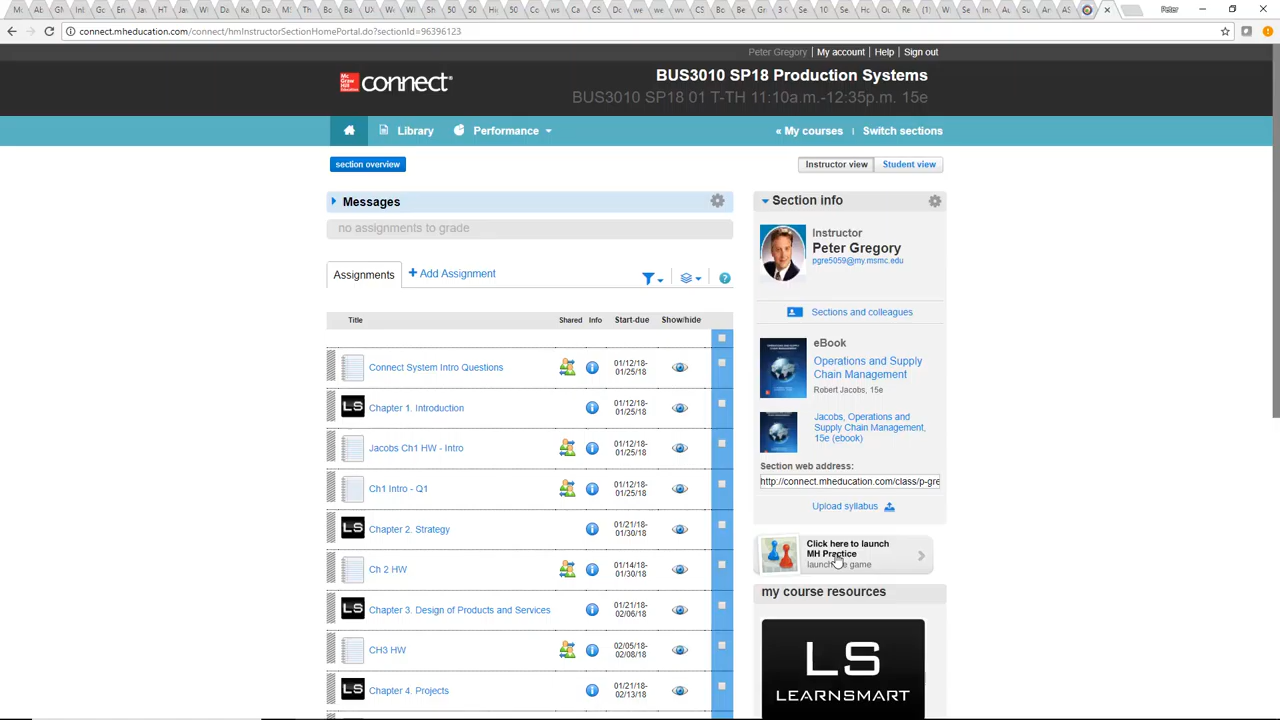 Peter
connect.mheducation.com/connect/hmInstructorSectionHomePortal.do?sectionId=96396123
Peter Gregory | My account | Help | Sign out
Mc Graw Hill Education connect
BUS3010 SP18 Production Systems
BUS3010 SP18 01 T-TH 11:10a.m.-12:35p.m. 15e
Library Performance « My courses | Switch sections
section overview Instructor view Student view
Messages
no assignments to grade
Assignments + Add Assignment ?
Title Shared Info Start-due Show/hide
Connect System Intro Questions 01/12/18-
01/25/18
LS Chapter 1. Introduction 01/12/18-
01/25/18
Jacobs Ch1 HW - Intro 01/12/18-
01/25/18
Ch1 Intro - Q1 01/12/18-
01/25/18
LS Chapter 2. Strategy 01/21/18-
01/30/18
Ch 2 HW 01/14/18-
01/30/18
LS Chapter 3. Design of Products and Services 01/21/18-
02/06/18
CH3 HW 02/05/18-
02/08/18
LS Chapter 4. Projects 01/21/18-
02/13/18
Section info
Instructor
Peter Gregory
pgre5059@my.msmc.edu
Sections and colleagues
eBook
Operations and Supply
Chain Management
Robert Jacobs, 15e
Jacobs, Operations and
Supply Chain Management,
15e (ebook)
Section web address:
http://connect.mheducation.com/class/p-gre
Upload syllabus
Click here to launch
MH Practice
launch the game
my course resources
LS
LEARNSMART